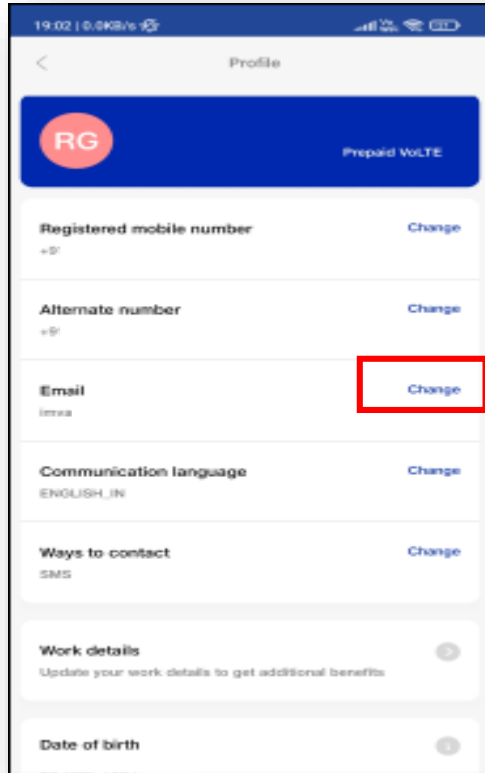 19:02 | 0.0KB/s
Profile
RG
Prepaid VoLTE
Registered mobile number
Change
Alternate number
Change
Email
Change
Communication language
Change
ENGLISH_IN
Ways to contact
Change
SMS
Work details
Update your work details to get additional benefits
Date of birth